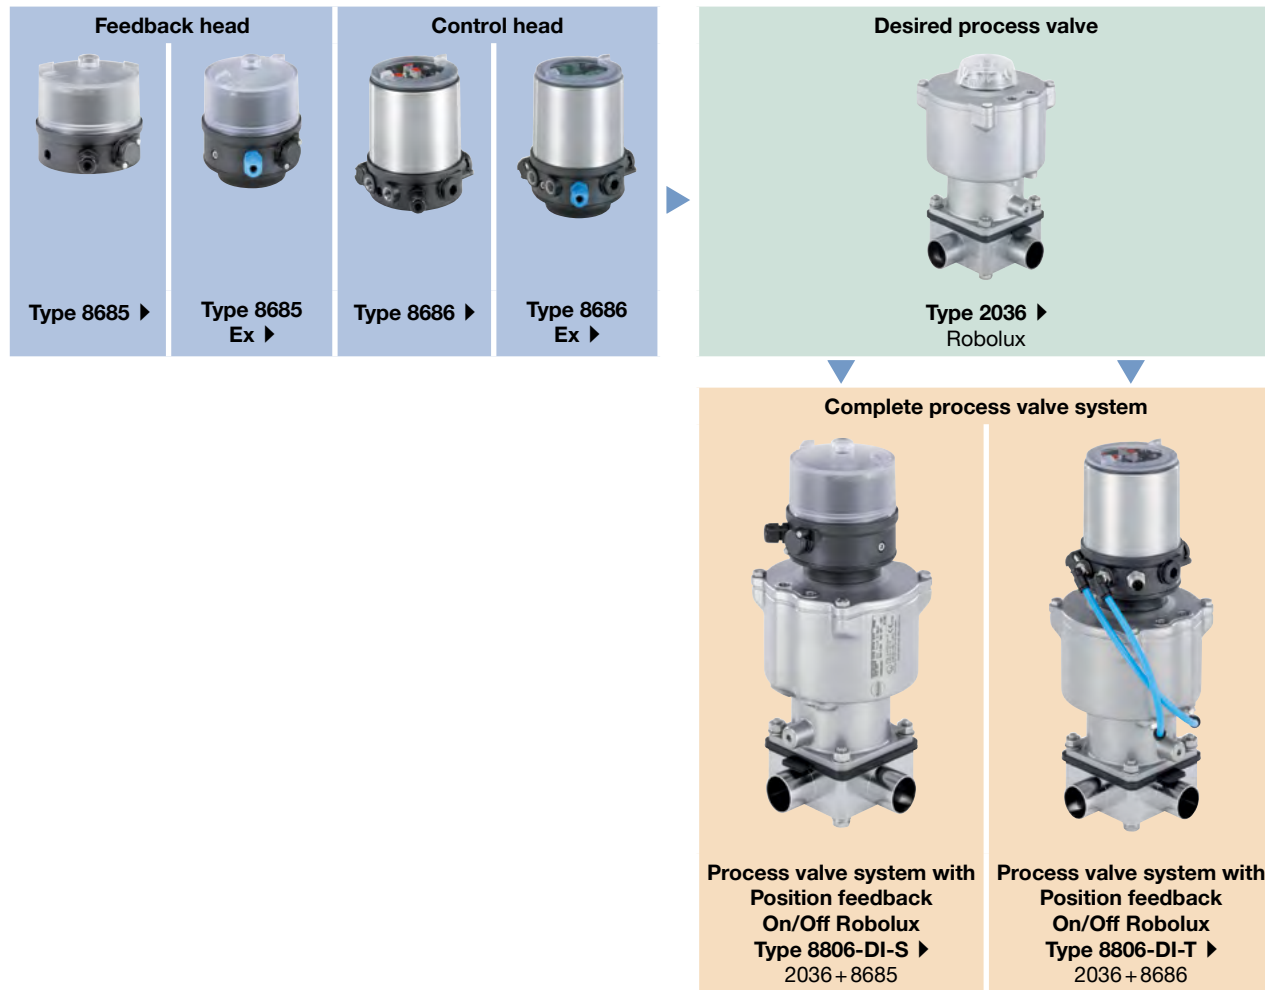 Feedback head
Control head
Desired process valve
Type 8685
Type 8685
Ex
Type 8686
Type 8686
Ex
Type 2036
Robolux
Complete process valve system
Process valve system with
Position feedback
On/Off Robolux
Type 8806-DI-S
2036+8685
Process valve system with
Position feedback
On/Off Robolux
Type 8806-DI-T
2036+8686